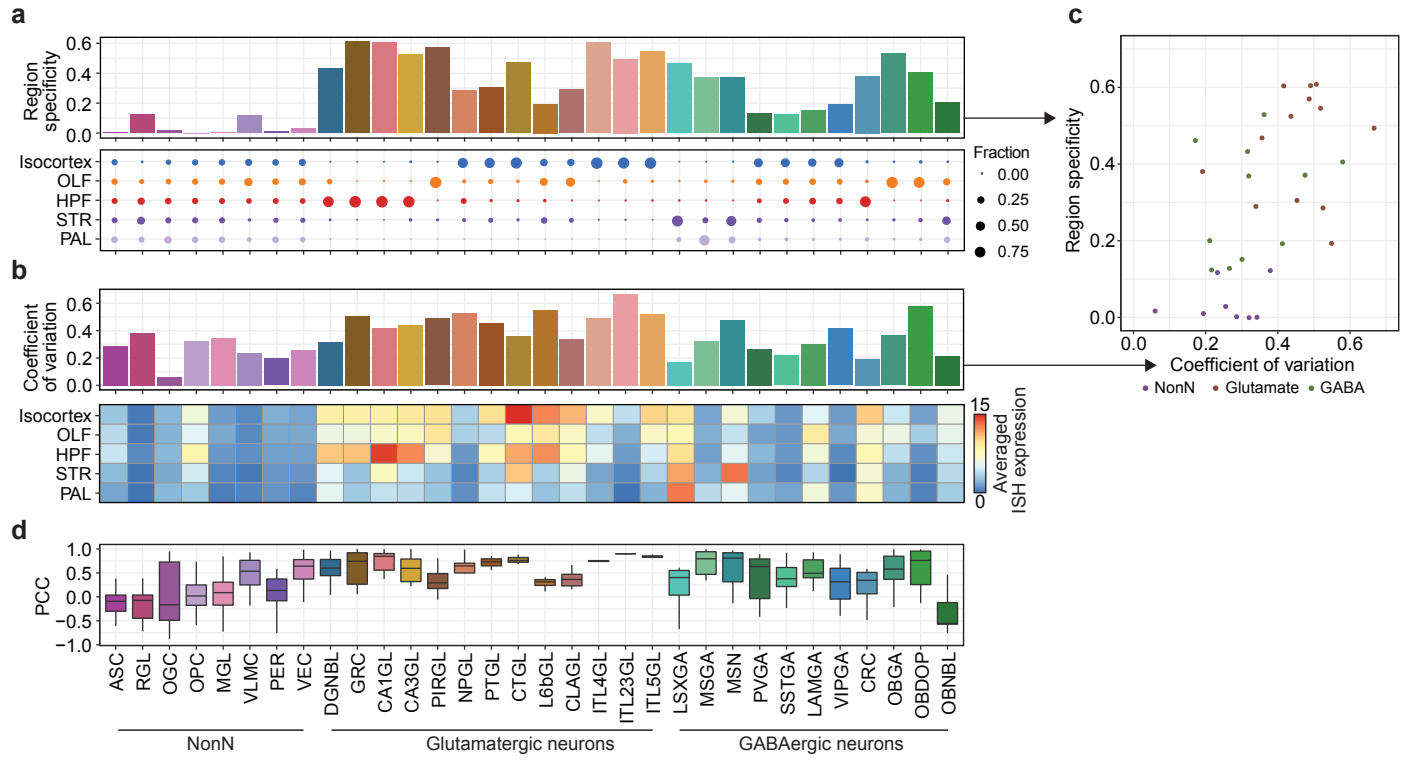 a
Region
specificity
0.6
0.4
0.2
0.0
Isocortex
OLF
HPF
STR
PAL
Fraction
0.00
0.25
0.50
0.75
b
Coefficient
of variation
0.6
0.4
0.2
0.0
Isocortex
OLF
HPF
STR
PAL
15
0
Averaged
ISH expression
c
Region specificity
0.6
0.4
0.2
0.0
0.0 0.2 0.4 0.6
Coefficient of variation
NonN Glutamate GABA
d
PCC
1.0
0.5
0.0
−0.5
−1.0
ASC
RGL
OGC
OPC
MGL
VLMC
PER
VEC
DGNBL
GRC
CA1GL
CA3GL
PIRGL
NPGL
PTGL
CTGL
L6bGL
CLAGL
ITL4GL
ITL23GL
ITL5GL
LSXGA
MSGA
MSN
PVGA
SSTGA
LAMGA
VIPGA
CRC
OBGA
OBDOP
OBNBL
NonN
Glutamatergic neurons
GABAergic neurons